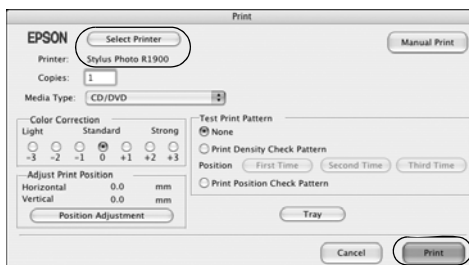 Print
EPSON
Select Printer
Manual Print
Printer: Stylus Photo R1900
Copies: 1
Media Type: CD/DVD
Color Correction
Light Standard Strong
-3 -2 -1 0 +1 +2 +3
Adjust Print Position
Horizontal 0.0 mm
Vertical 0.0 mm
Position Adjustment
Test Print Pattern
None
Print Density Check Pattern
Position First Time Second Time Third Time
Print Position Check Pattern
Tray
Cancel Print